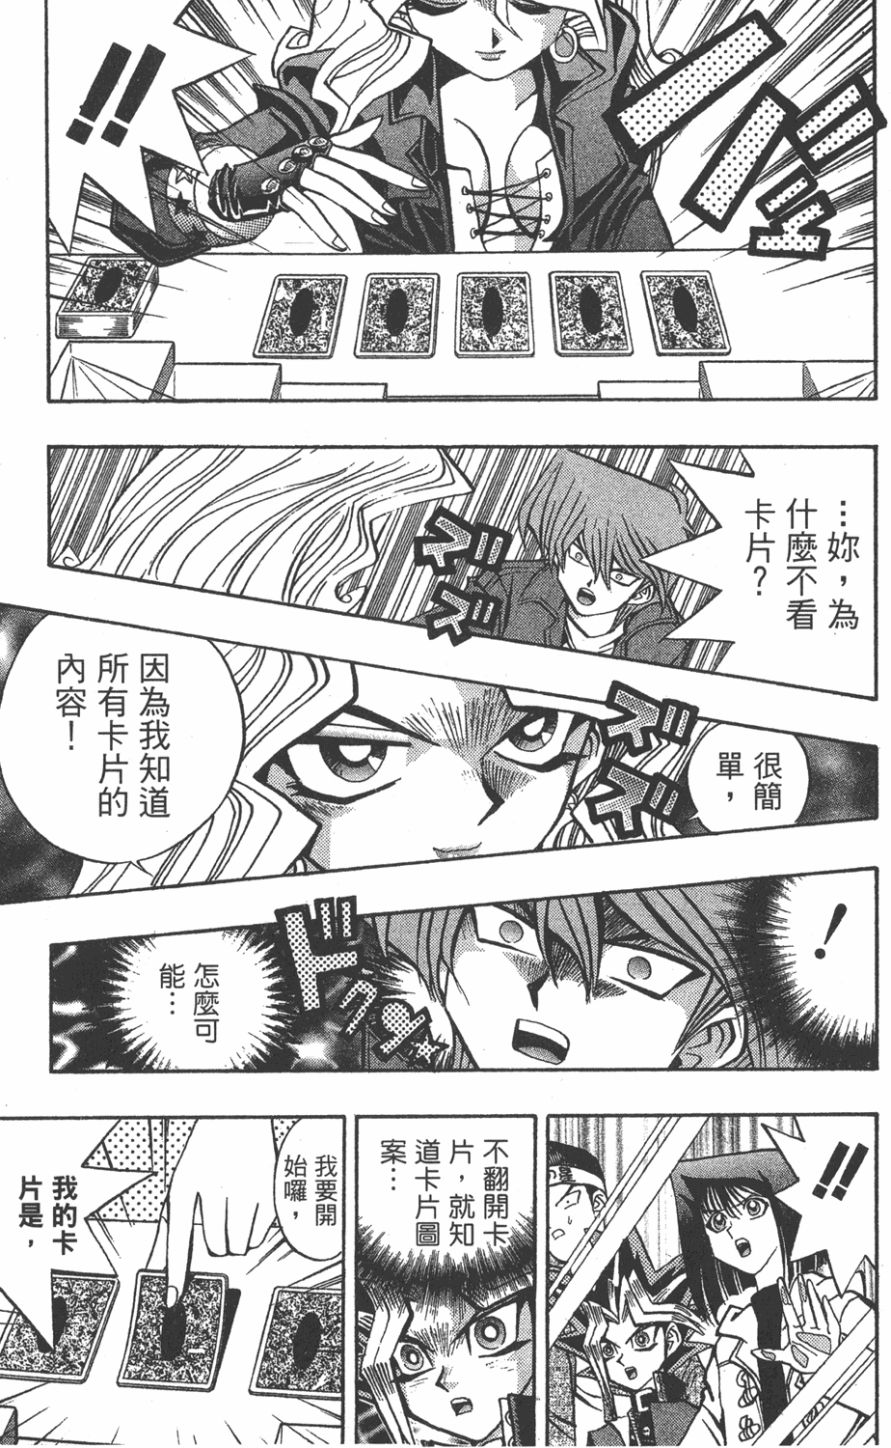 !!
…妳，為
什麼不看
卡片?
很簡
單，
因為我知道
所有卡片的
內容!
!
怎麼可
能…
!!
不翻開卡
片，就知
道卡片圖
案…
我要開
始囉，
我的卡
片是，